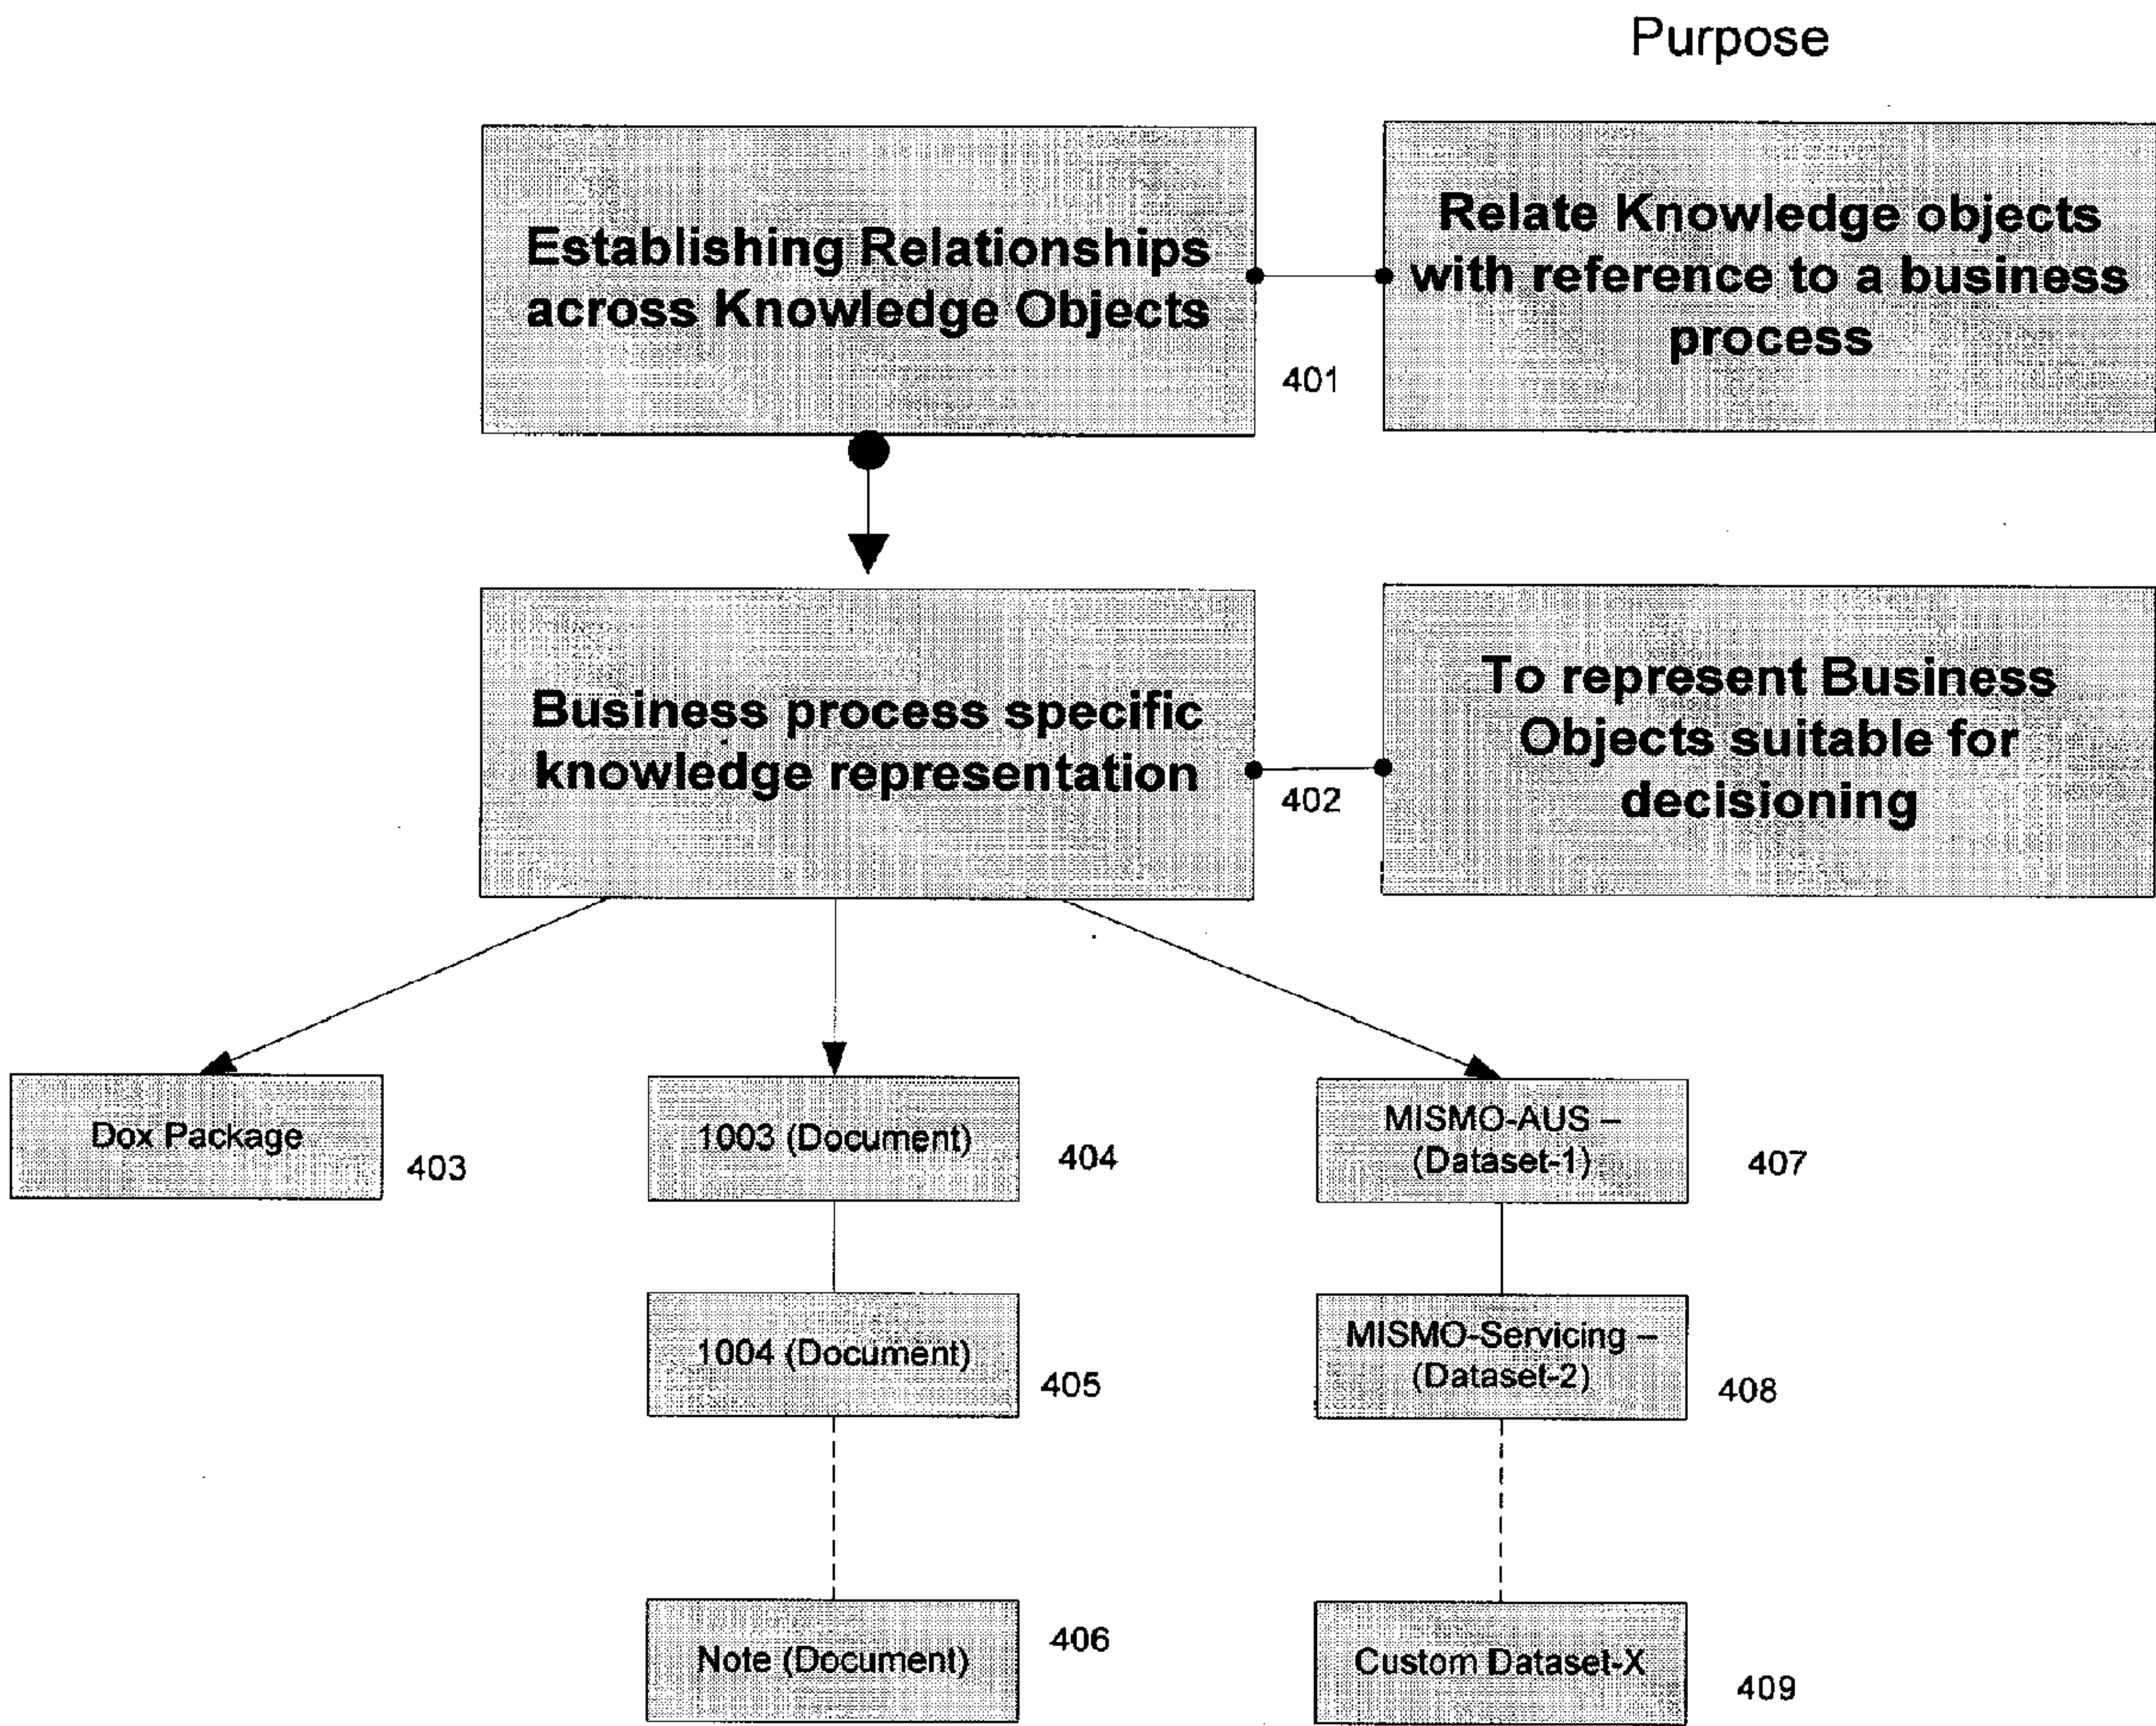 Purpose
Establishing Relationships
across Knowledge Objects
401
Relate Knowledge objects
with reference to a business
process
Business process specific
knowledge representation
402
To represent Business
Objects suitable for
decisioning
Dox Package
403
1003 (Document)
404
MISMO-AUS –
(Dataset-1)
407
1004 (Document)
405
MISMO-Servicing –
(Dataset-2)
408
Note (Document)
406
Custom Dataset-X
409